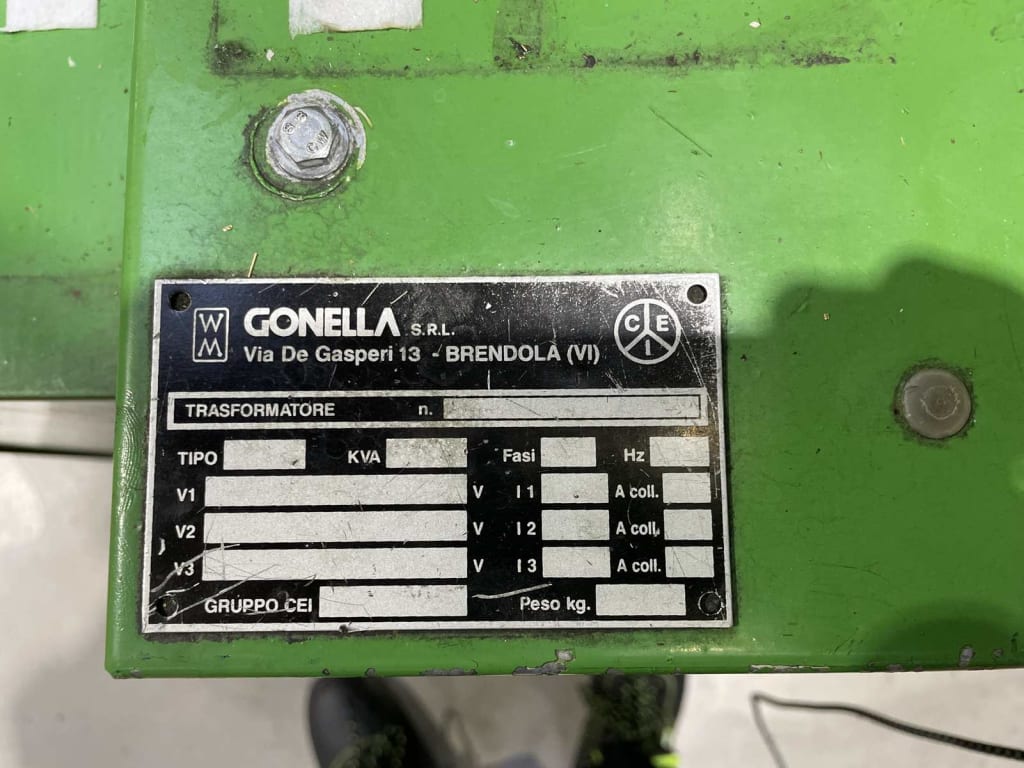 WM GONELLA S.R.L. CEI
Via De Gasperi 13 - BRENDOLA (VI)
TRASFORMATORE n.
TIPO KVA Fasi Hz
V1 V I 1 A coll.
V2 V I 2 A coll.
V3 V I 3 A coll.
GRUPPO CEI Peso kg.